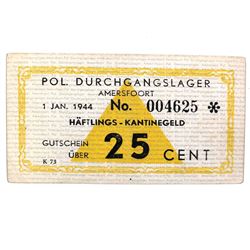 POL. DURCHGANGSLAGER
AMERSFOORT
1 JAN. 1944 No. 004625 *
HÄFTLINGS - KANTINEGELD
GUTSCHEIN
ÜBER 25 CENT
K 73